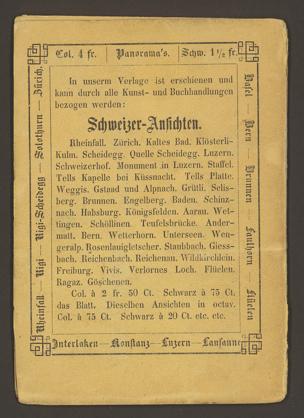 Col. 4 fr. Panorama's. Schw. 1 1/2 fr.
In unserm Verlage ist erschienen und
kann durch alle Kunst- und Buchhandlungen
bezogen werden:
Schweizer-Ansichten.
Rheinfall. Zürich. Kaltes Bad. Klösterli-
Kulm. Scheidegg. Quelle Scheidegg. Luzern.
Schweizerhof. Monument in Luzern. Staffel.
Tells Kapelle bei Küssnacht. Tells Platte.
Weggis. Gstaad und Alpnach. Grütli. Selis-
berg. Brunnen. Engelberg. Baden. Schinz-
nach. Habsburg. Königsfelden. Aarau. Wet-
tingen. Schöllinen. Teufelsbrücke. Ander-
matt. Bern. Wetterhorn. Unterseen. Wen-
geralp. Rosenlauigletscher. Staubbach. Giess-
bach. Reichenbach. Reichenau. Wildkirchlein.
Freiburg. Vivis. Verlornes Loch. Flüelen.
Ragaz. Göschenen.
Col. à 2 fr. 50 Ct. Schwarz à 75 Ct.
das Blatt. Dieselben Ansichten in octav.
Col. à 75 Ct. Schwarz à 20 Ct. etc. etc.
Rheinfall — Rigi — Rigi-Scheidegg — Solothurn — Zürich.
Basel Bern Brunnen — Faulhorn Flüelen
Interlaken — Konstanz — Luzern — Lausanne